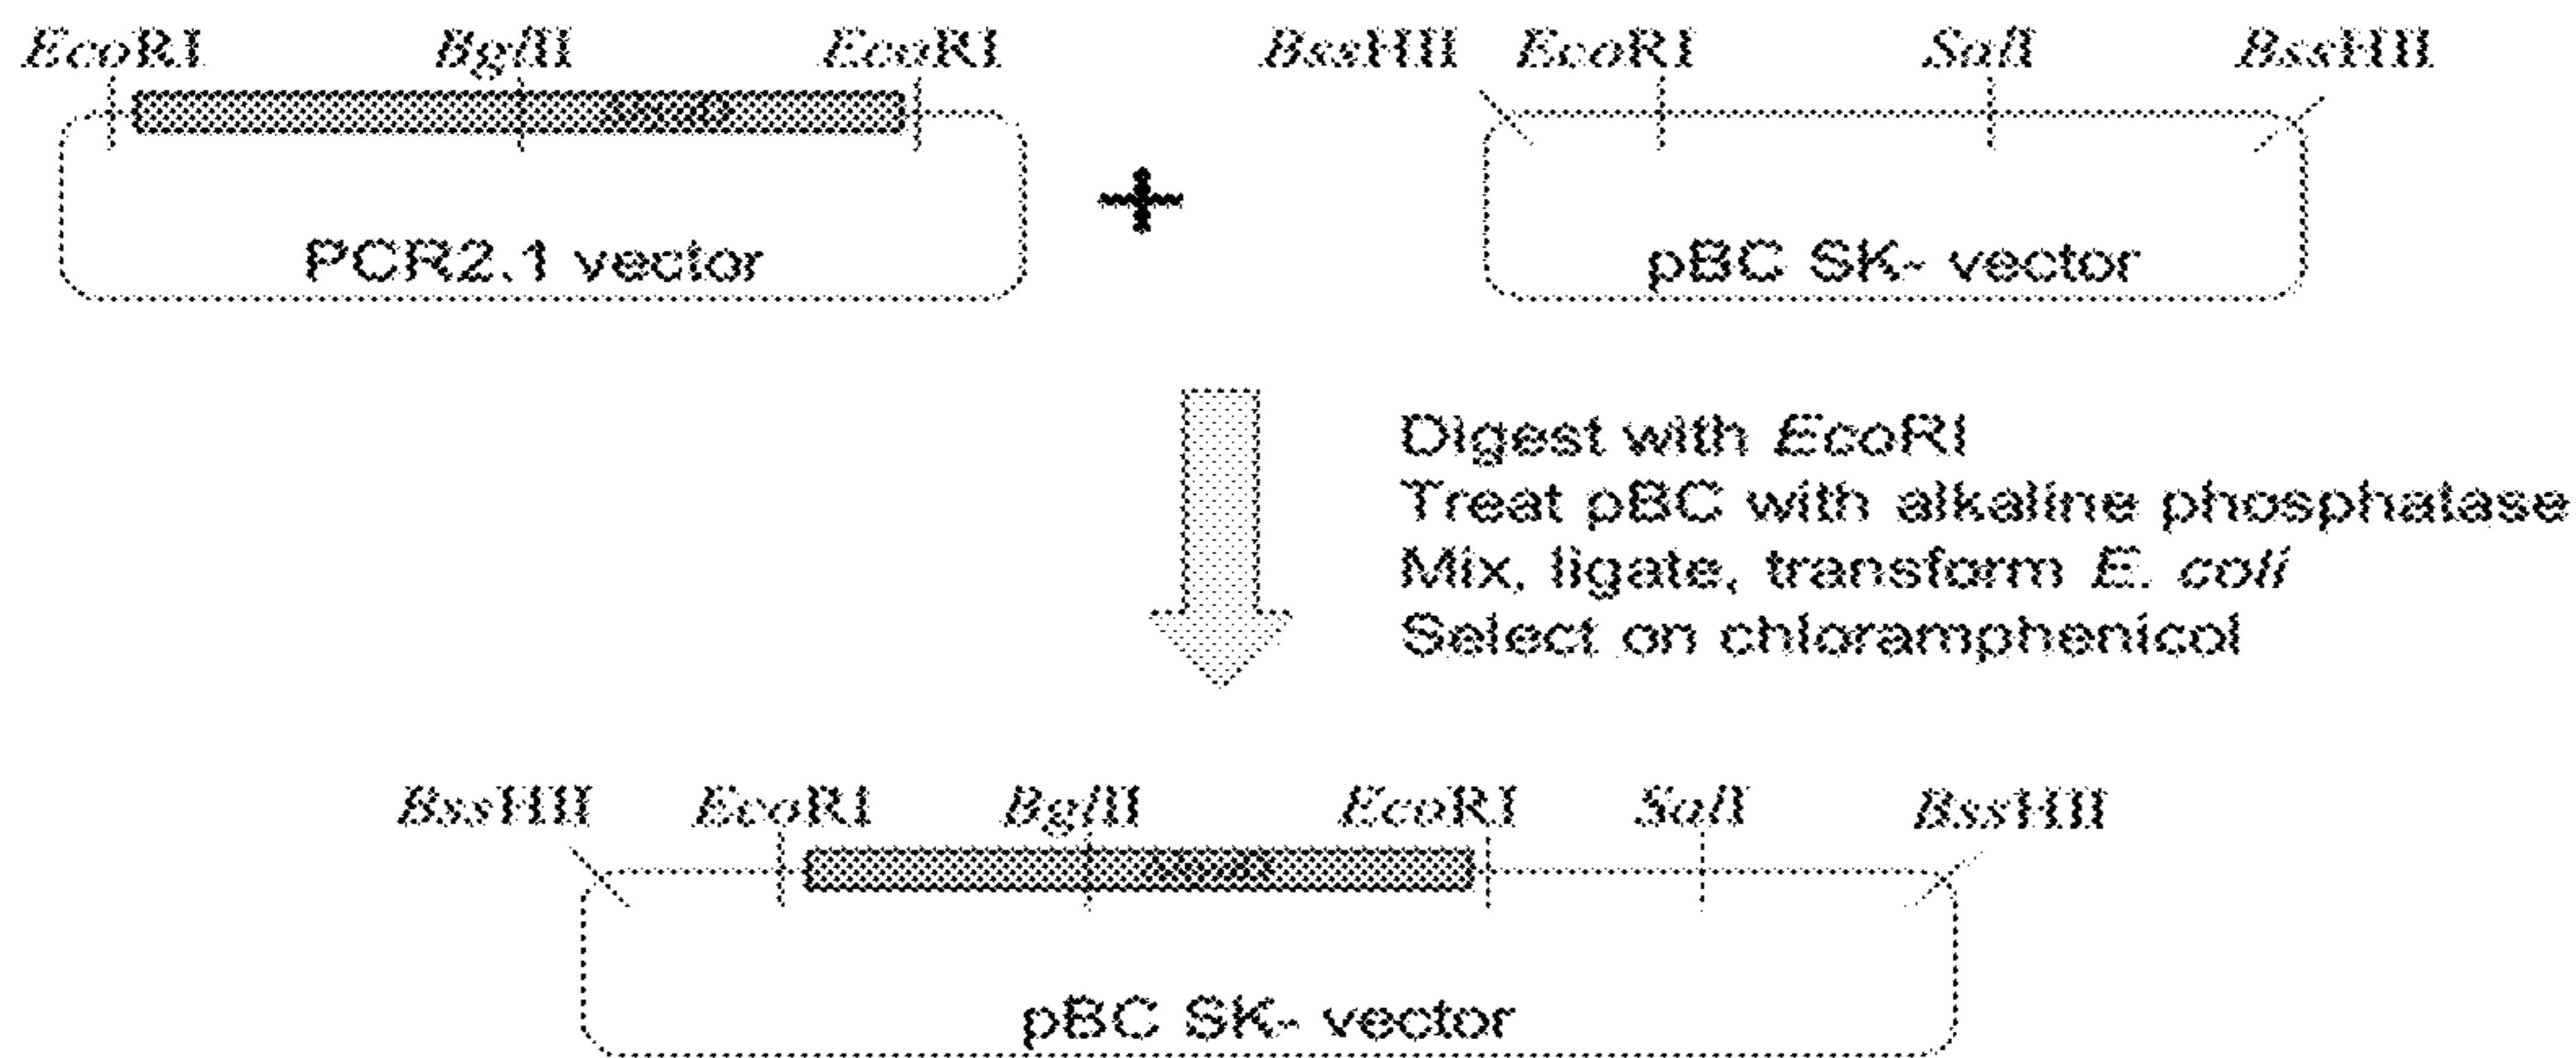 EcoRI BglII EcoRI BssHII EcoRI SalI BssHII
+
PCR2.1 vector pBC SK- vector
Digest with EcoRI
Treat pBC with alkaline phosphatase
Mix, ligate, transform E. coli
Select on chloramphenicol
BssHII EcoRI BglII EcoRI SalI BssHII
pBC SK- vector